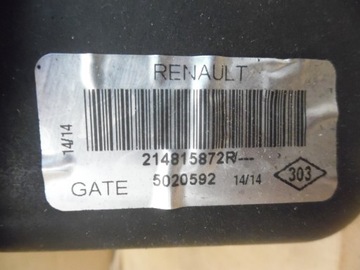 RENAULT
14/14
214815872R/---
GATE 5020592 14/14 303